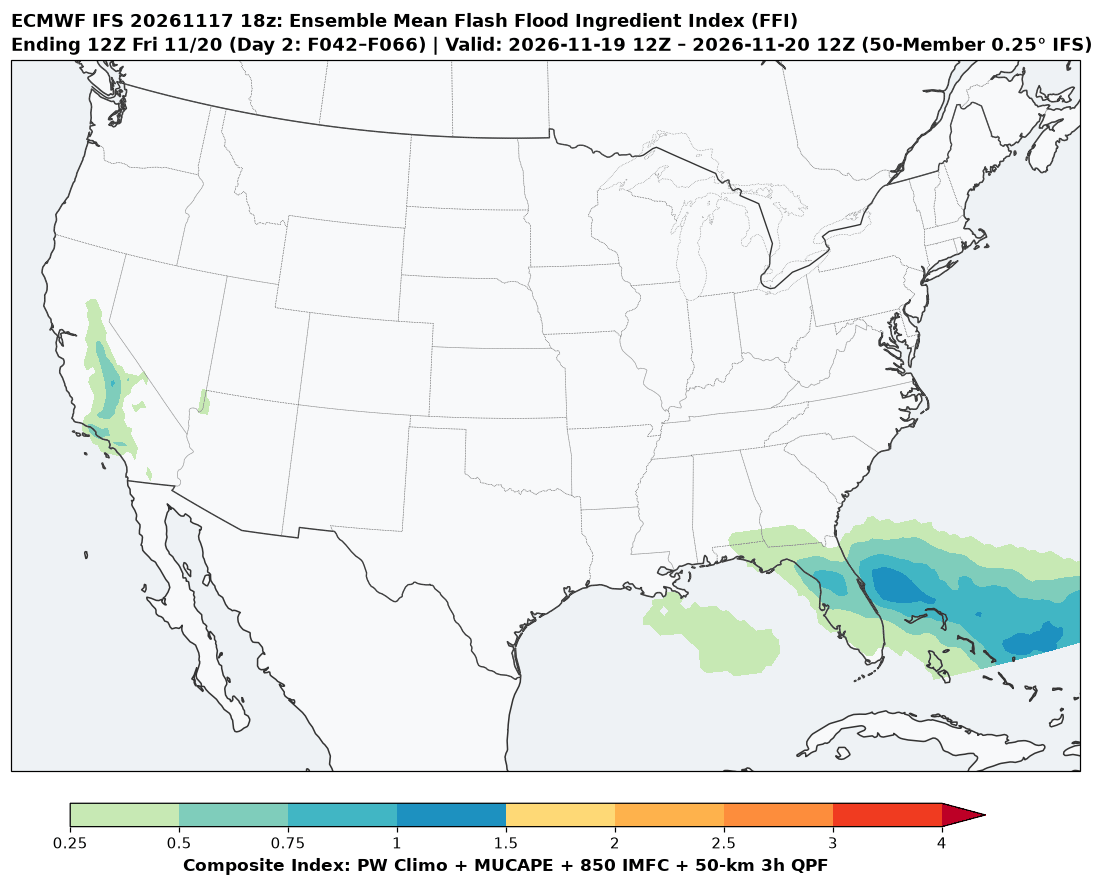 ECMWF IFS 20261117 18z: Ensemble Mean Flash Flood Ingredient Index (FFI)
Ending 12Z Fri 11/20 (Day 2: F042–F066) | Valid: 2026-11-19 12Z – 2026-11-20 12Z (50-Member 0.25° IFS)
0.25 0.5 0.75 1 1.5 2 2.5 3 4
Composite Index: PW Climo + MUCAPE + 850 IMFC + 50-km 3h QPF